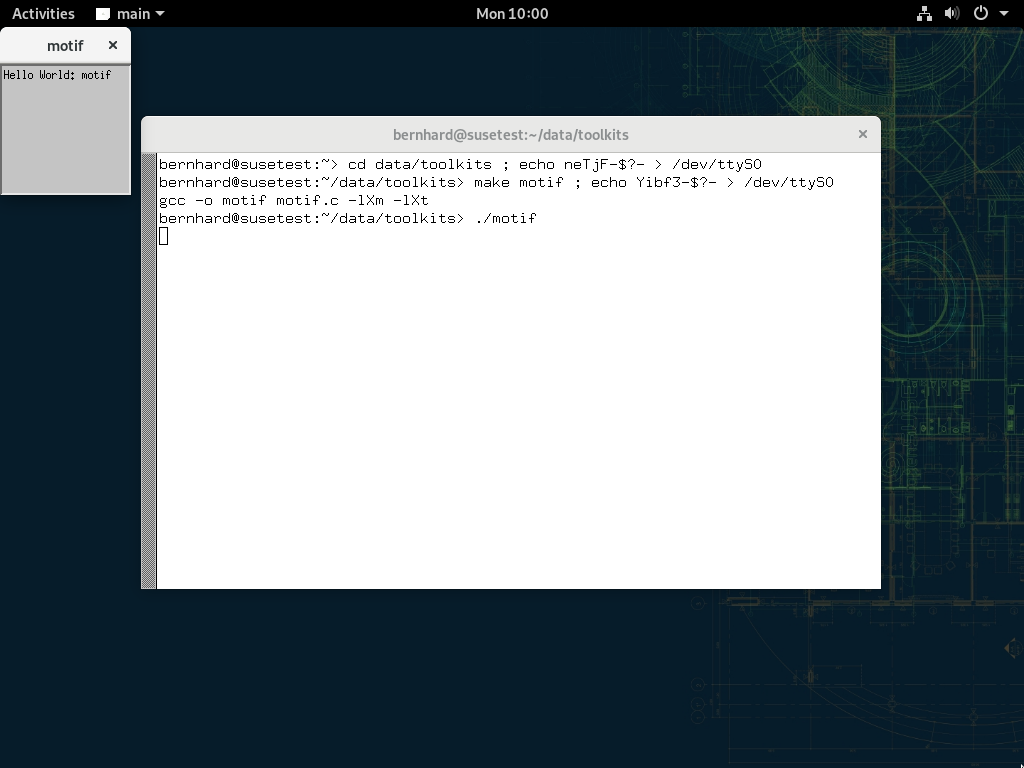 Activities
main
Mon 10:00
motif
Hello World: motif
bernhard@susetest:~/data/toolkits
bernhard@susetest:~> cd data/toolkits ; echo neTjF-$?- > /dev/ttyS0
bernhard@susetest:~/data/toolkits> make motif ; echo Yibf3-$?- > /dev/ttyS0
gcc -o motif motif.c -lXm -lXt
bernhard@susetest:~/data/toolkits> ./motif